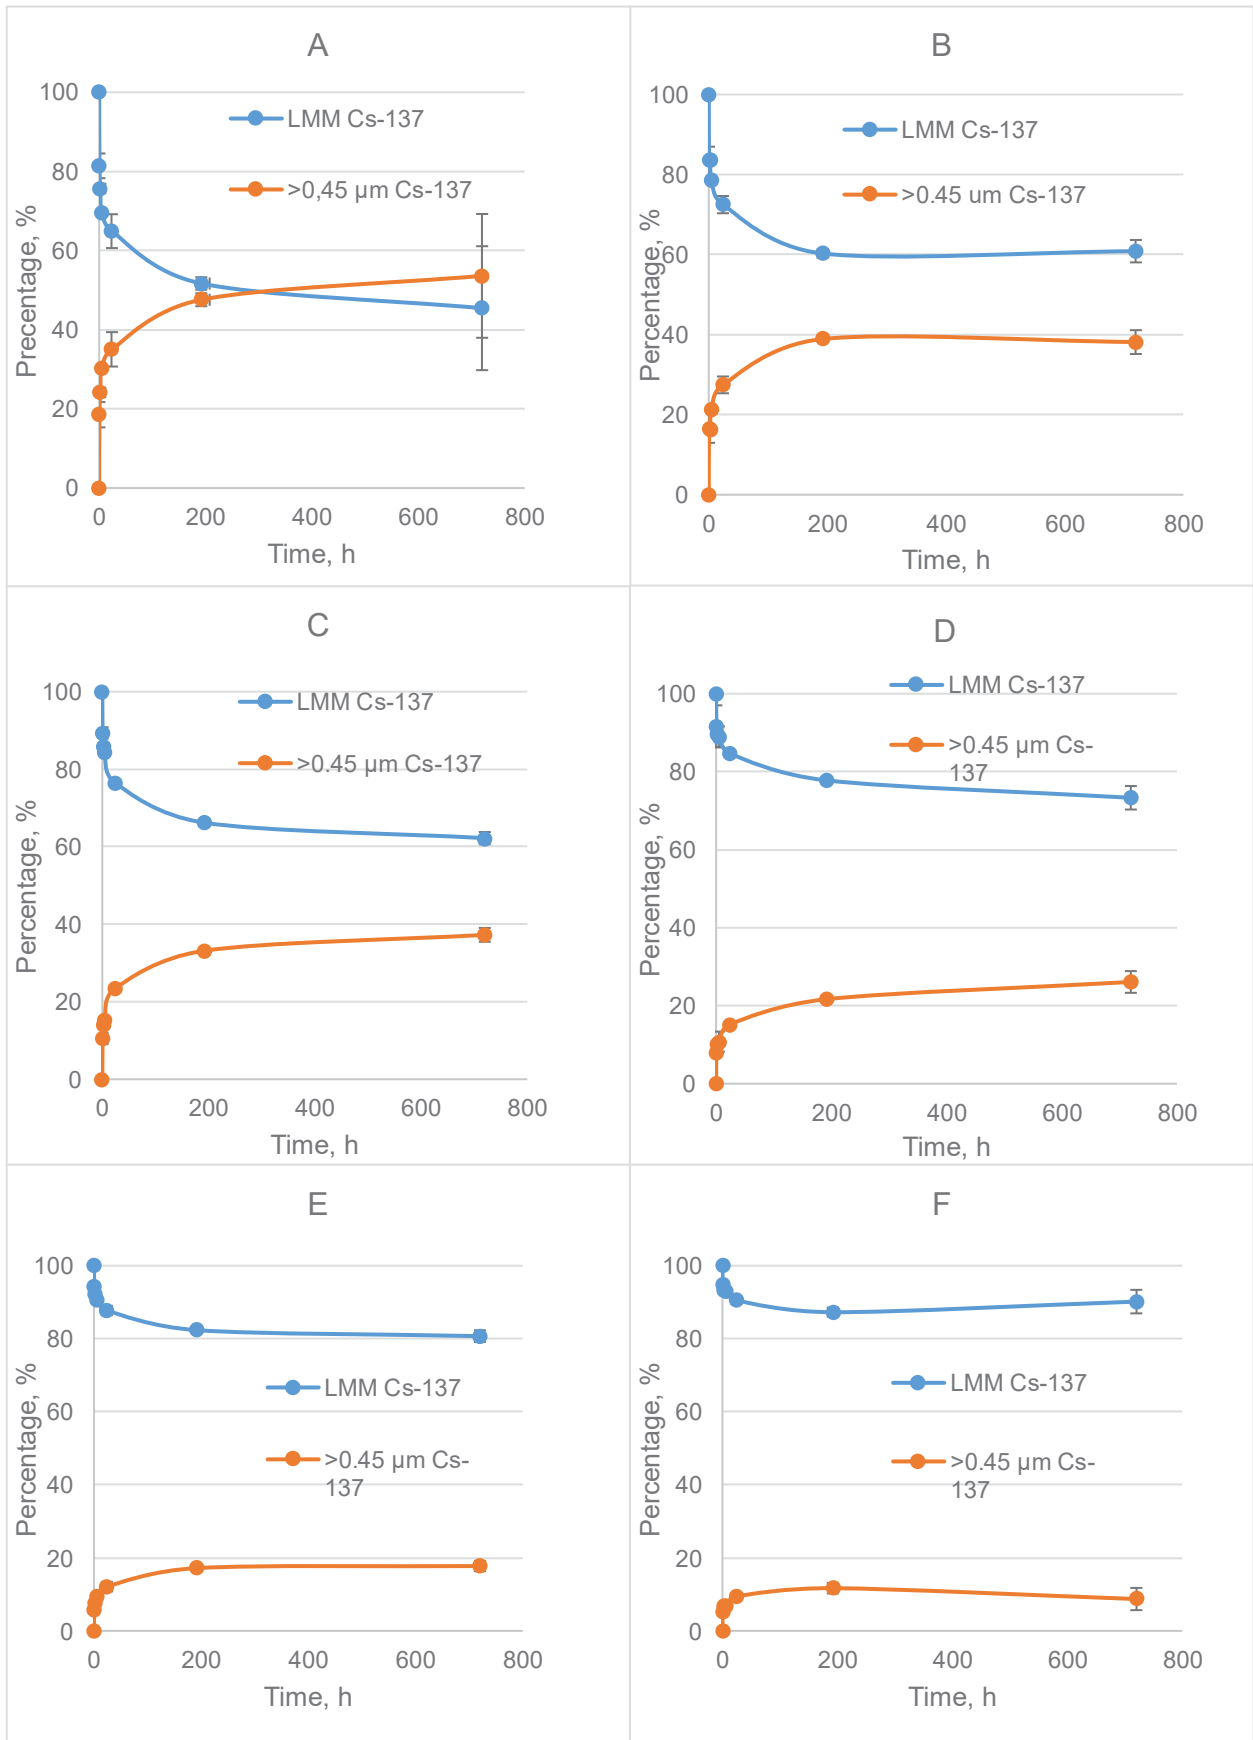 A
100
80
60
40
20
0
Precentage, %
LMM Cs-137
>0,45 µm Cs-137
0 200 400 600 800
Time, h
B
100
80
60
40
20
0
Percentage, %
LMM Cs-137
>0.45 um Cs-137
0 200 400 600 800
Time, h
C
100
80
60
40
20
0
Percentage, %
LMM Cs-137
>0.45 µm Cs-137
0 200 400 600 800
Time, h
D
100
80
60
40
20
0
Percentage, %
LMM Cs-137
>0.45 µm Cs-
137
0 200 400 600 800
Time, h
E
100
80
60
40
20
0
Percentage, %
LMM Cs-137
>0.45 µm Cs-
137
0 200 400 600 800
Time, h
F
100
80
60
40
20
0
Percentage, %
LMM Cs-137
>0.45 µm Cs-
137
0 200 400 600 800
Time, h